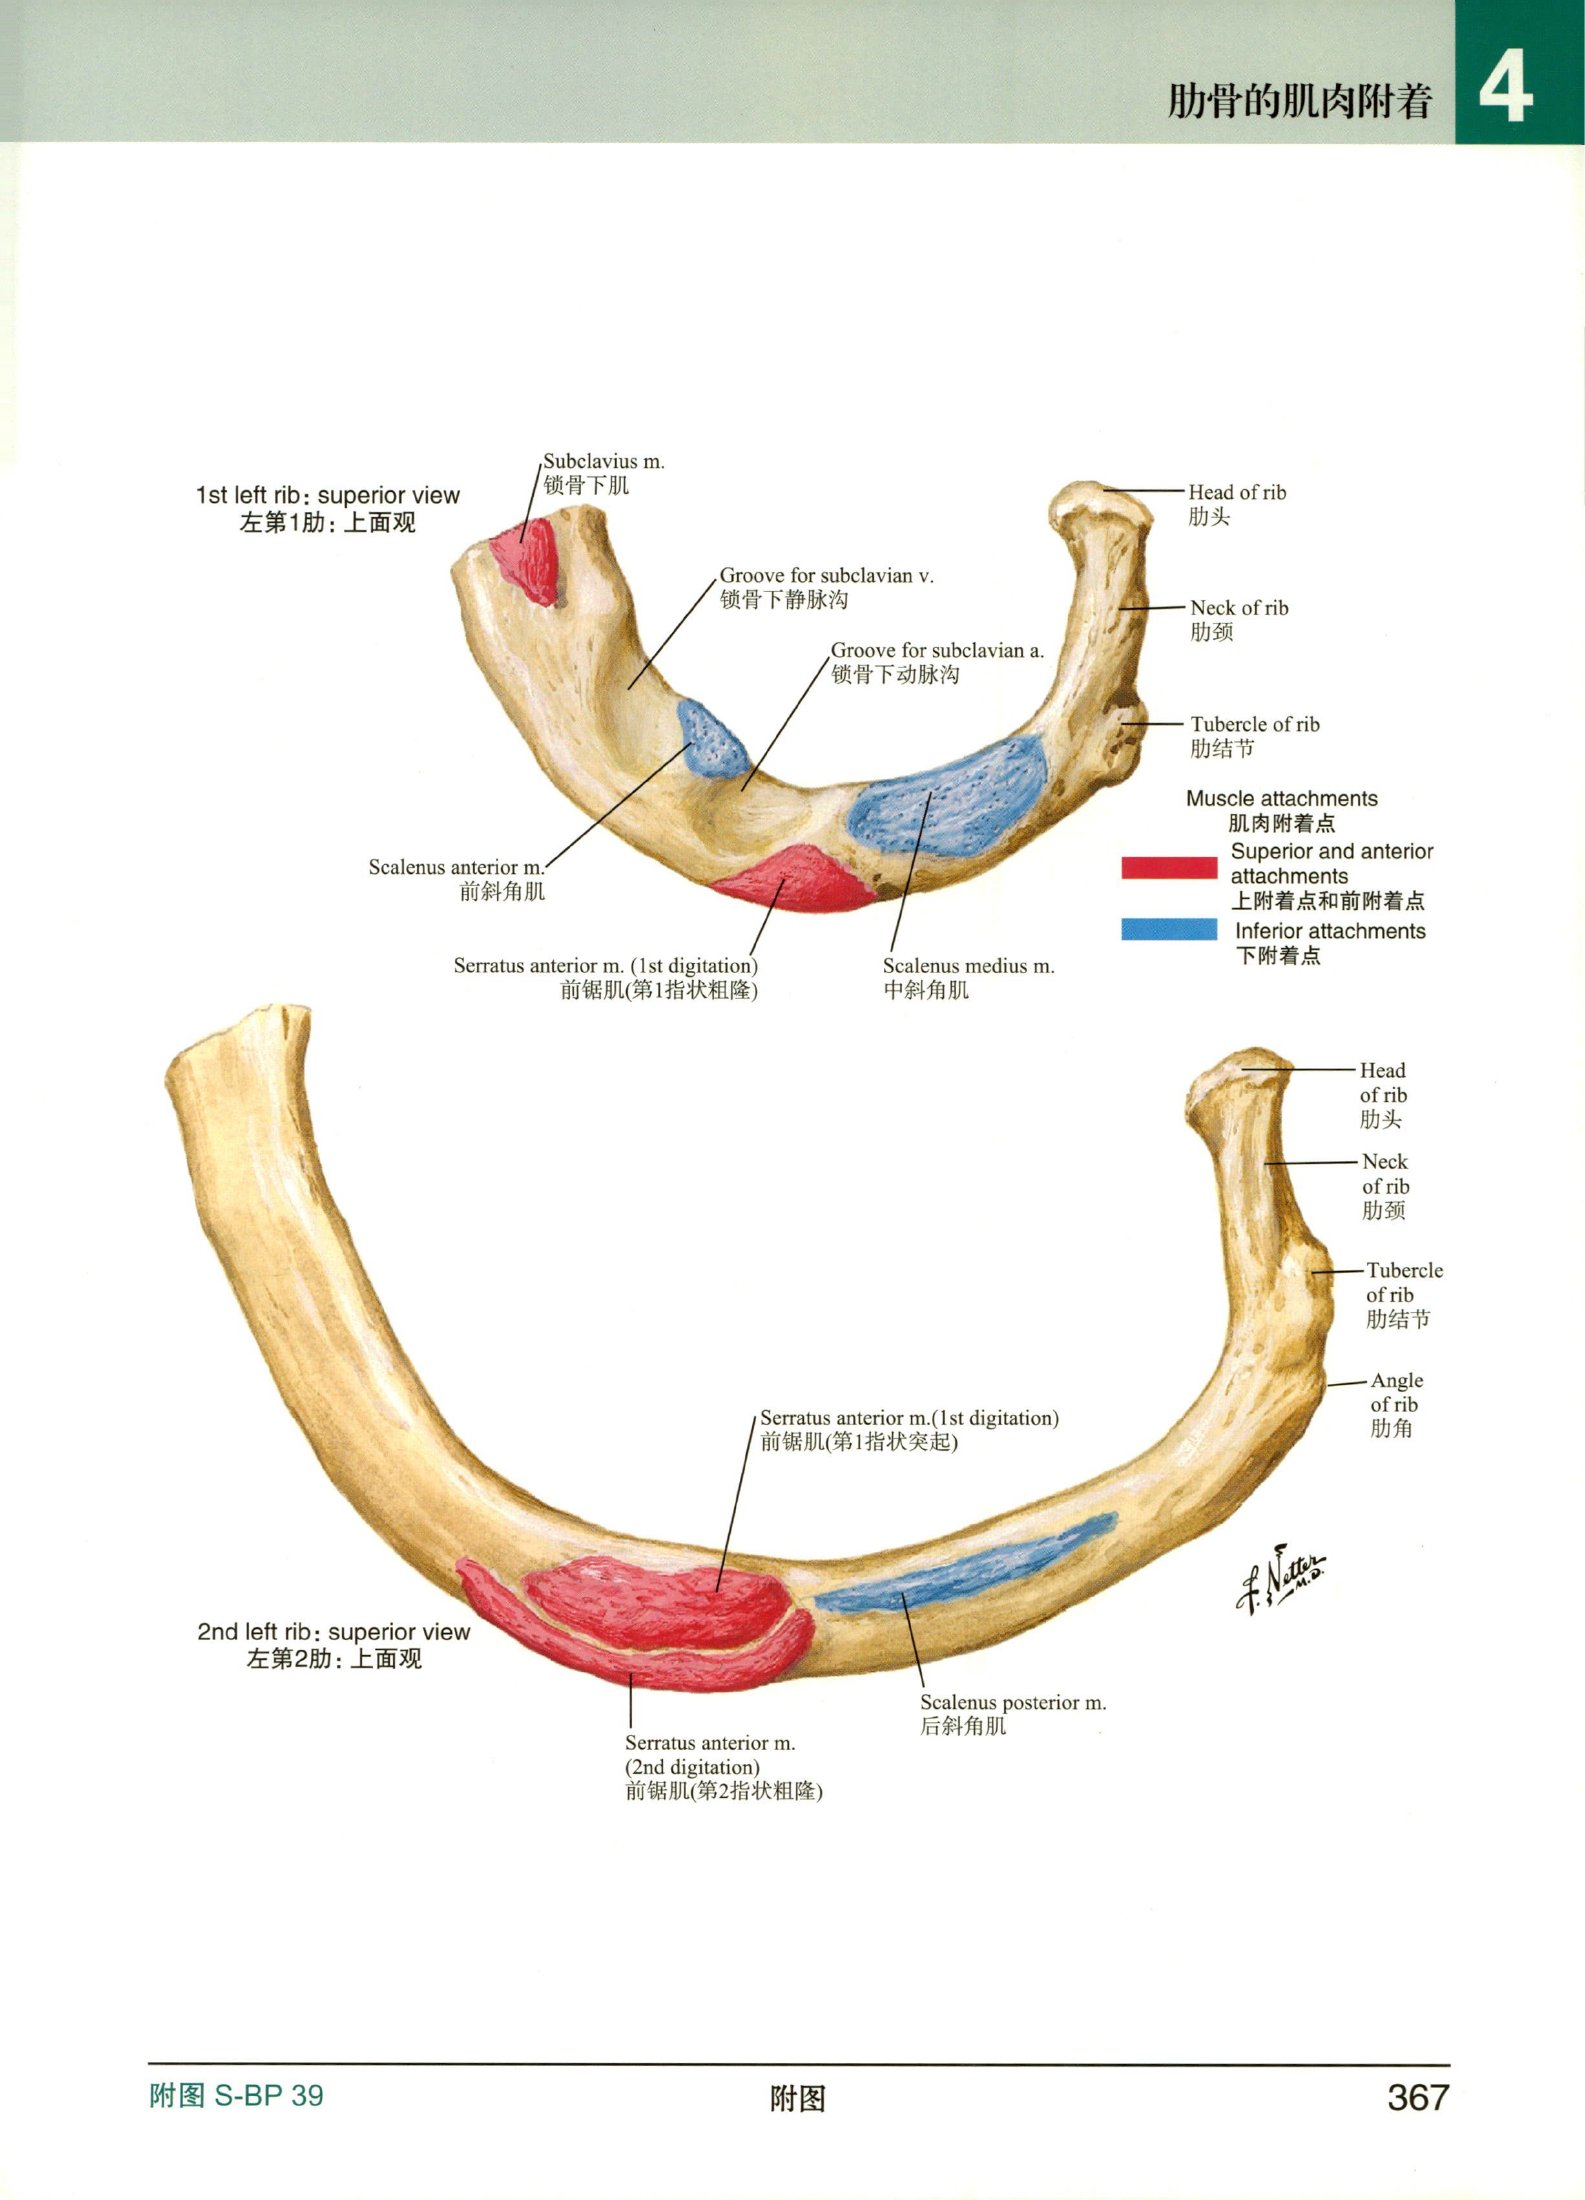 肋骨的肌肉附着
4
Subclavius m.
锁骨下肌
1st left rib: superior view
左第1肋: 上面观
Head of rib
肋头
Groove for subclavian v.
锁骨下静脉沟
Neck of rib
肋颈
Groove for subclavian a.
锁骨下动脉沟
Tubercle of rib
肋结节
Muscle attachments
肌肉附着点
Superior and anterior
attachments
上附着点和前附着点
Inferior attachments
下附着点
Scalenus anterior m.
前斜角肌
Serratus anterior m. (1st digitation)
前锯肌(第1指状粗隆)
Scalenus medius m.
中斜角肌
Head
of rib
肋头
Neck
of rib
肋颈
Tubercle
of rib
肋结节
Angle
of rib
肋角
Serratus anterior m.(1st digitation)
前锯肌(第1指状突起)
F. Netter
M.D.
2nd left rib: superior view
左第2肋: 上面观
Scalenus posterior m.
后斜角肌
Serratus anterior m.
(2nd digitation)
前锯肌(第2指状粗隆)
附图 S-BP 39
附图
367